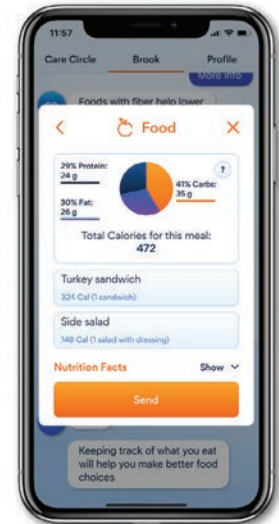 11:57
Care Circle Brook Profile
More info
Foods with fiber help lower
Food
29% Protein:
24 g
?
41% Carbs:
35 g
30% Fat:
26 g
Total Calories for this meal:
472
Turkey sandwich
324 Cal (1 sandwich)
Side salad
148 Cal (1 salad with dressing)
Nutrition Facts Show
Send
Keeping track of what you eat
will help you make better food
choices